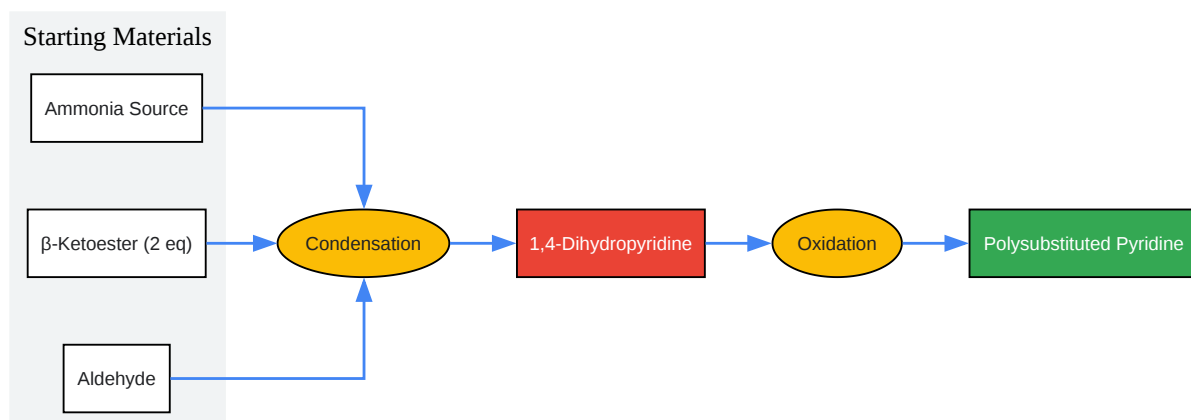 Starting Materials
Ammonia Source
β-Ketoester (2 eq)
Condensation
1,4-Dihydropyridine
Oxidation
Polysubstituted Pyridine
Aldehyde